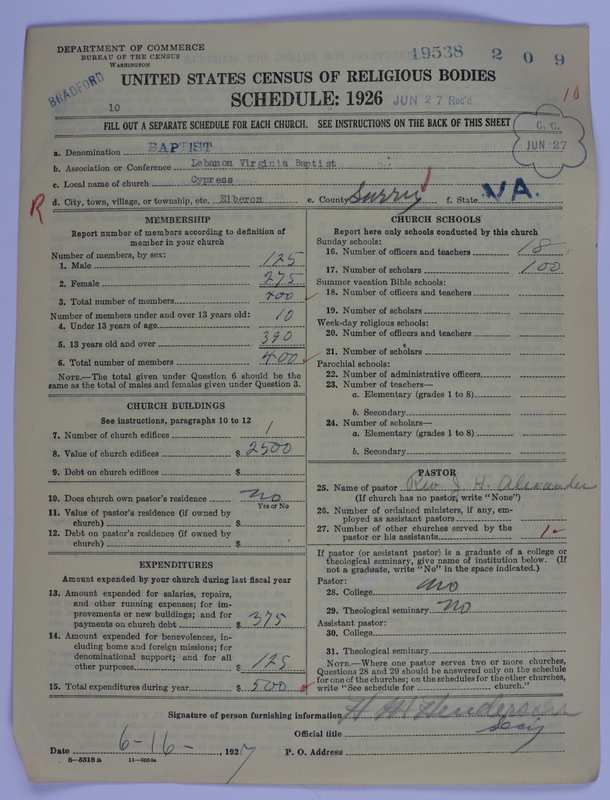 DEPARTMENT OF COMMERCE
BUREAU OF THE CENSUS
WASHINGTON
19538 209
BRADFORD
UNITED STATES CENSUS OF RELIGIOUS BODIES
10
SCHEDULE: 1926 JUN 27 Rec'd
10
FILL OUT A SEPARATE SCHEDULE FOR EACH CHURCH. SEE INSTRUCTIONS ON THE BACK OF THIS SHEET
C. C.
JUN 27
a. Denomination BAPTIST
b. Association or Conference Lebanon Virginia Baptist
c. Local name of church Cypress
R
d. City, town, village, or township, etc. Elberon e. County Surry f. State VA.
MEMBERSHIP
Report number of members according to definition of
member in your church
Number of members, by sex:
1. Male 125
2. Female 275
3. Total number of members 400
Number of members under and over 13 years old:
4. Under 13 years of age 10
5. 13 years old and over 390
6. Total number of members 400
NOTE.—The total given under Question 6 should be
same as the total of males and females given under Question 3.
CHURCH BUILDINGS
See instructions, paragraphs 10 to 12
7. Number of church edifices 1
8. Value of church edifices $ 2500
9. Debt on church edifices $
10. Does church own pastor's residence No
Yes or No
11. Value of pastor's residence (if owned by
church) $
12. Debt on pastor's residence (if owned by
church) $
EXPENDITURES
Amount expended by your church during last fiscal year
13. Amount expended for salaries, repairs,
and other running expenses; for im-
provements or new buildings; and for
payments on church debt $ 375
14. Amount expended for benevolences, in-
cluding home and foreign missions; for
denominational support; and for all
other purposes $ 125
15. Total expenditures during year $ 500
CHURCH SCHOOLS
Report here only schools conducted by this church
Sunday schools:
16. Number of officers and teachers 18
17. Number of scholars 100
Summer vacation Bible schools:
18. Number of officers and teachers
19. Number of scholars
Week-day religious schools:
20. Number of officers and teachers
21. Number of scholars
Parochial schools:
22. Number of administrative officers
23. Number of teachers—
a. Elementary (grades 1 to 8)
b. Secondary
24. Number of scholars—
a. Elementary (grades 1 to 8)
b. Secondary
PASTOR
25. Name of pastor Rev. J. H. Alexander
(If church has no pastor, write "None")
26. Number of ordained ministers, if any, em-
ployed as assistant pastors
27. Number of other churches served by the
pastor or his assistants 1
If pastor (or assistant pastor) is a graduate of a college or
theological seminary, give name of institution below. (If
not a graduate, write "No" in the space indicated.)
Pastor:
28. College no
29. Theological seminary no
Assistant pastor:
30. College
31. Theological seminary
NOTE.—Where one pastor serves two or more churches,
Questions 28 and 29 should be answered only on the schedule
for one of the churches; on the schedules for the other churches,
write "See schedule for church."
Signature of person furnishing information H H Henderson
Official title Secy
Date 6-16-, 1927 P. O. Address
8—5518 a 11—9054a